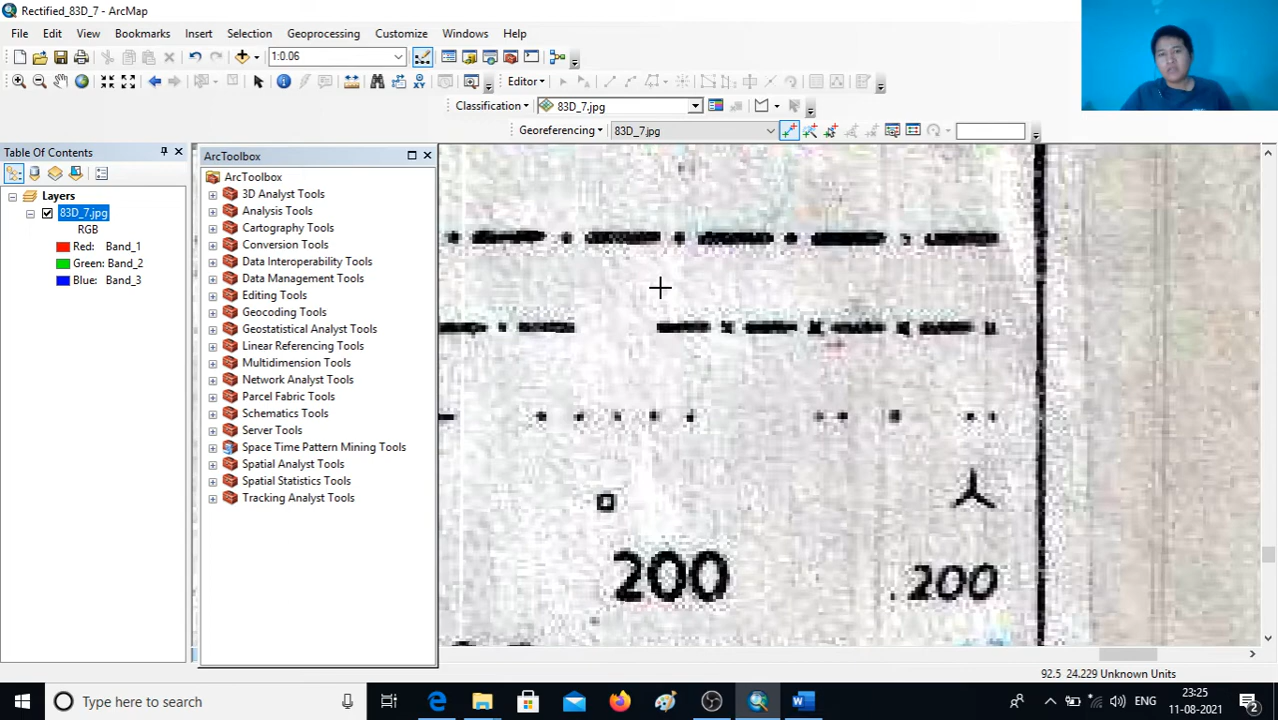 Rectified_83D_7 - ArcMap
File Edit View Bookmarks Insert Selection Geoprocessing Customize Windows Help
1:0.06
Editor
Classification 83D_7.jpg
Georeferencing 83D_7.jpg
Table Of Contents
Layers
83D_7.jpg
RGB
Red: Band_1
Green: Band_2
Blue: Band_3
ArcToolbox
ArcToolbox
3D Analyst Tools
Analysis Tools
Cartography Tools
Conversion Tools
Data Interoperability Tools
Data Management Tools
Editing Tools
Geocoding Tools
Geostatistical Analyst Tools
Linear Referencing Tools
Multidimension Tools
Network Analyst Tools
Parcel Fabric Tools
Schematics Tools
Server Tools
Space Time Pattern Mining Tools
Spatial Analyst Tools
Spatial Statistics Tools
Tracking Analyst Tools
200 .200
92.5 24.229 Unknown Units
Type here to search
ENG
23:25
11-08-2021
2